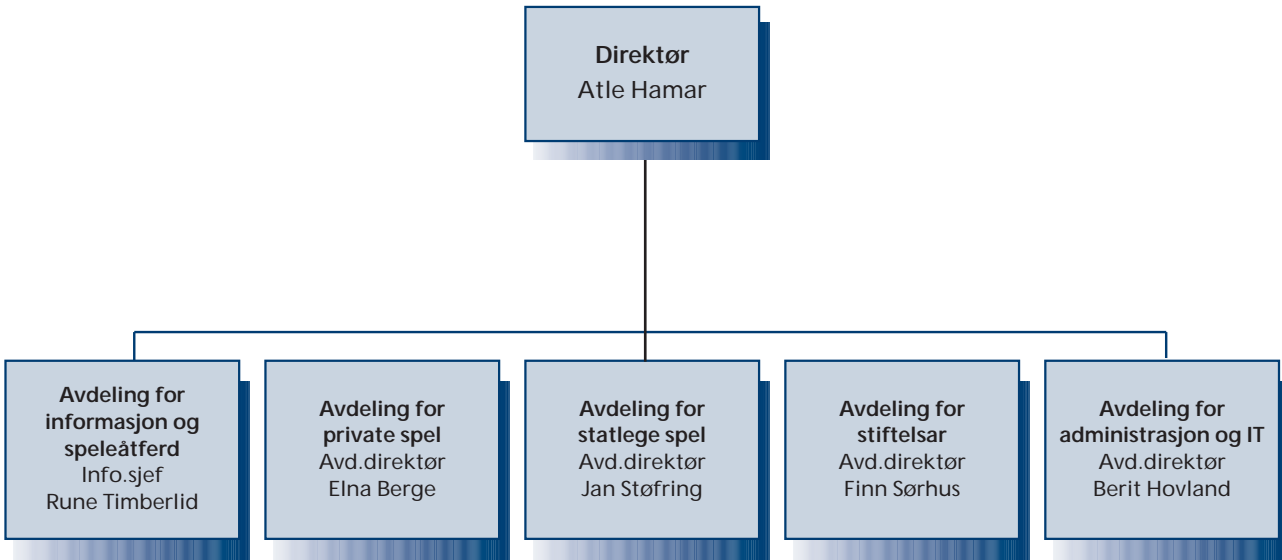 Direktør
Atle Hamar
Avdeling for
informasjon og
speleåtferd
Info.sjef
Rune Timberlid
Avdeling for
private spel
Avd.direktør
Elna Berge
Avdeling for
statlege spel
Avd.direktør
Jan Støfring
Avdeling for
stiftelsar
Avd.direktør
Finn Sørhus
Avdeling for
administrasjon og IT
Avd.direktør
Berit Hovland